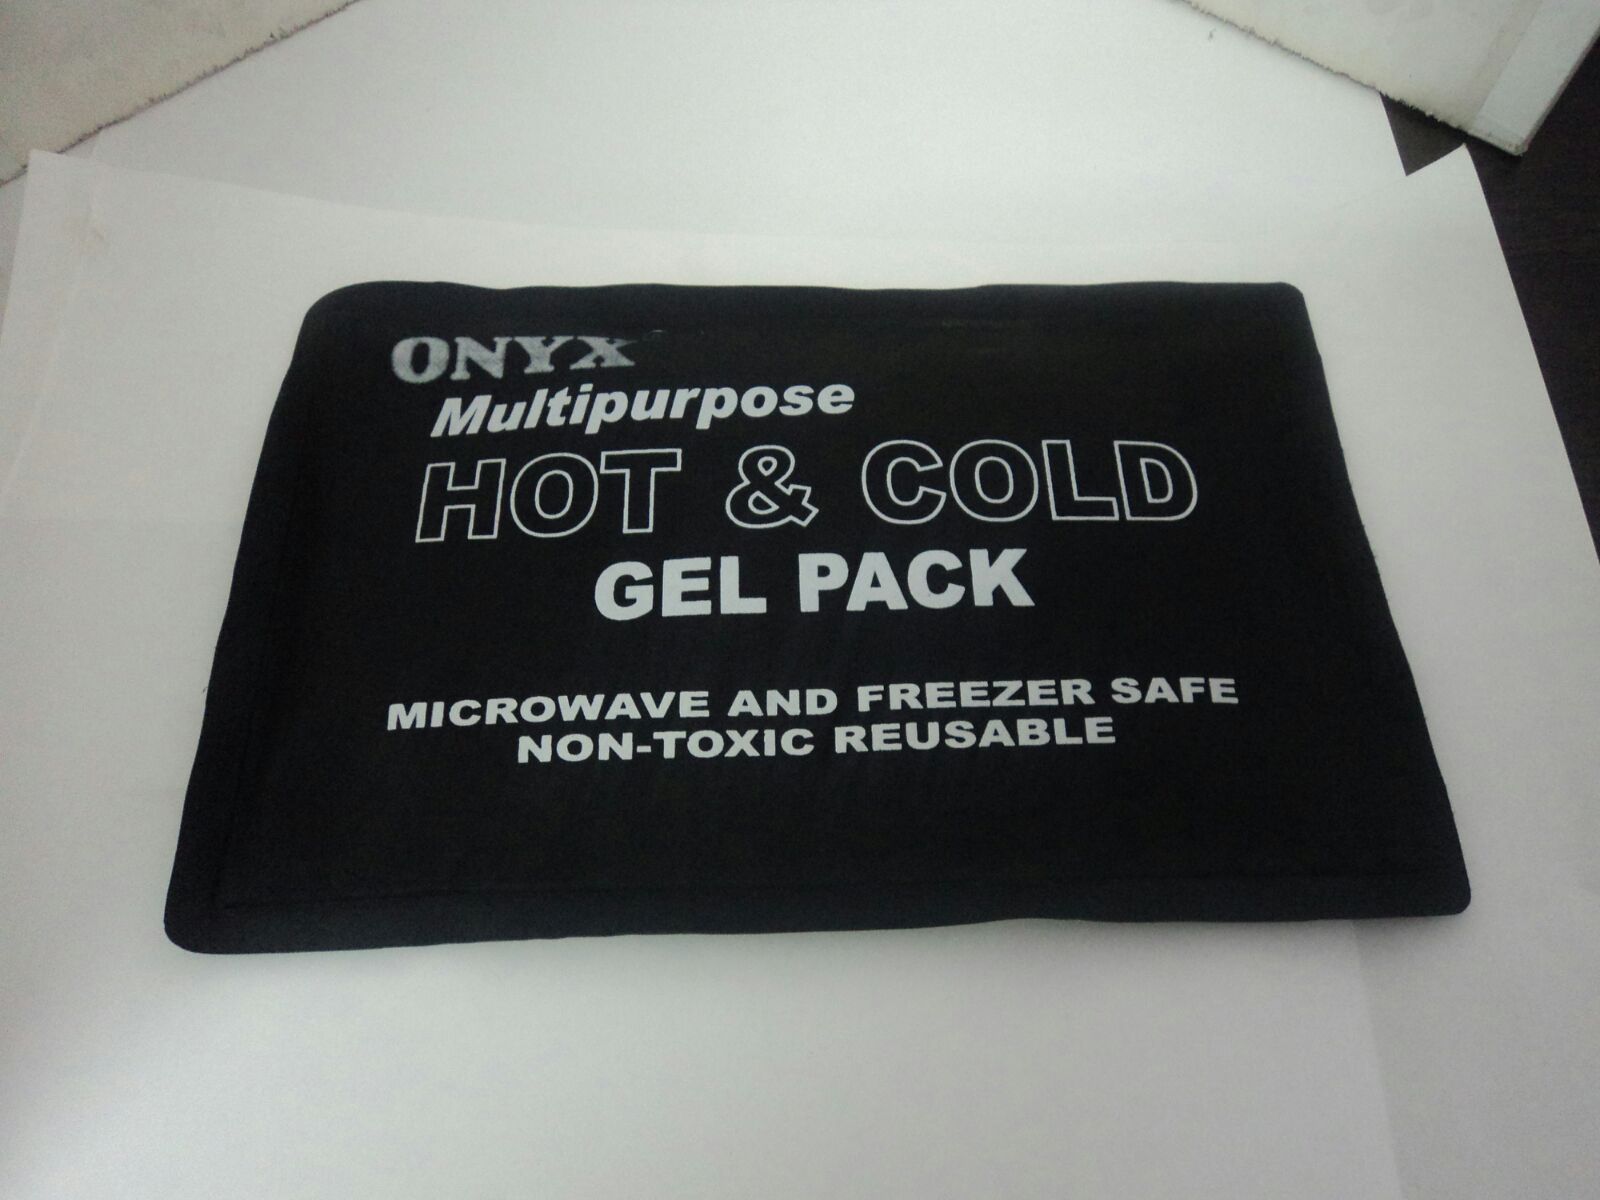 ONYX
Multipurpose
HOT & COLD
GEL PACK
MICROWAVE AND FREEZER SAFE
NON-TOXIC REUSABLE